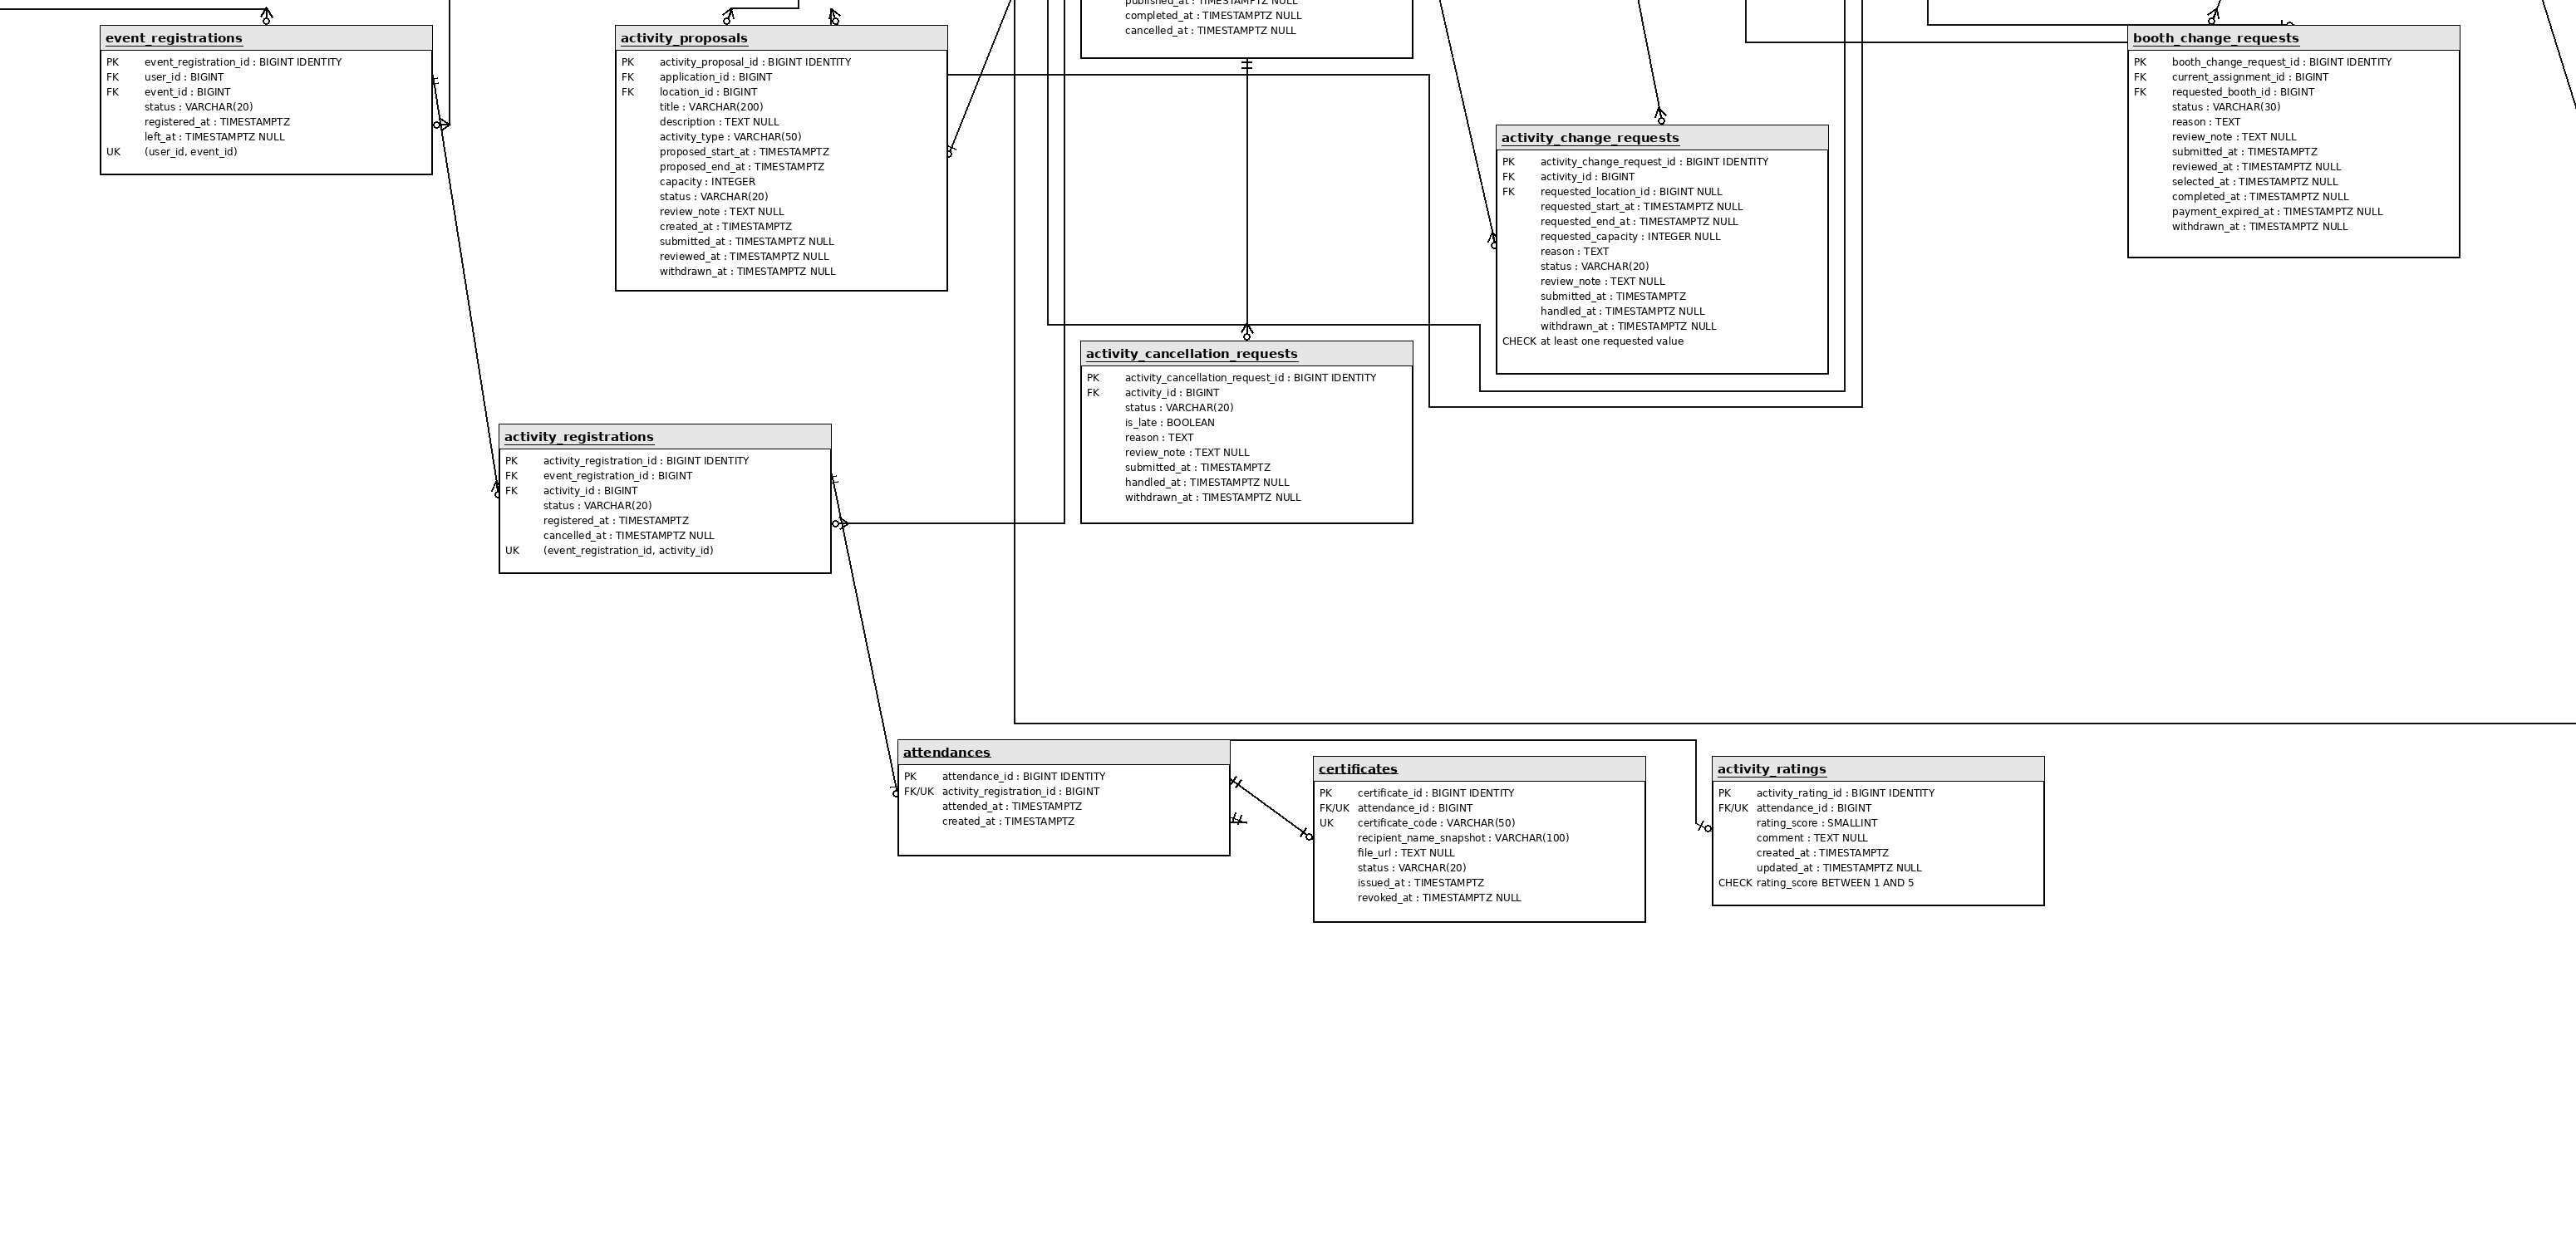 published_at : TIMESTAMPTZ NULL
completed_at : TIMESTAMPTZ NULL
cancelled_at : TIMESTAMPTZ NULL
event_registrations
PK event_registration_id : BIGINT IDENTITY
FK user_id : BIGINT
FK event_id : BIGINT
status : VARCHAR(20)
registered_at : TIMESTAMPTZ
left_at : TIMESTAMPTZ NULL
UK (user_id, event_id)
activity_proposals
PK activity_proposal_id : BIGINT IDENTITY
FK application_id : BIGINT
FK location_id : BIGINT
title : VARCHAR(200)
description : TEXT NULL
activity_type : VARCHAR(50)
proposed_start_at : TIMESTAMPTZ
proposed_end_at : TIMESTAMPTZ
capacity : INTEGER
status : VARCHAR(20)
review_note : TEXT NULL
created_at : TIMESTAMPTZ
submitted_at : TIMESTAMPTZ NULL
reviewed_at : TIMESTAMPTZ NULL
withdrawn_at : TIMESTAMPTZ NULL
booth_change_requests
PK booth_change_request_id : BIGINT IDENTITY
FK current_assignment_id : BIGINT
FK requested_booth_id : BIGINT
status : VARCHAR(30)
reason : TEXT
review_note : TEXT NULL
submitted_at : TIMESTAMPTZ
reviewed_at : TIMESTAMPTZ NULL
selected_at : TIMESTAMPTZ NULL
completed_at : TIMESTAMPTZ NULL
payment_expired_at : TIMESTAMPTZ NULL
withdrawn_at : TIMESTAMPTZ NULL
activity_change_requests
PK activity_change_request_id : BIGINT IDENTITY
FK activity_id : BIGINT
FK requested_location_id : BIGINT NULL
requested_start_at : TIMESTAMPTZ NULL
requested_end_at : TIMESTAMPTZ NULL
requested_capacity : INTEGER NULL
reason : TEXT
status : VARCHAR(20)
review_note : TEXT NULL
submitted_at : TIMESTAMPTZ
handled_at : TIMESTAMPTZ NULL
withdrawn_at : TIMESTAMPTZ NULL
CHECK at least one requested value
activity_cancellation_requests
PK activity_cancellation_request_id : BIGINT IDENTITY
FK activity_id : BIGINT
status : VARCHAR(20)
is_late : BOOLEAN
reason : TEXT
review_note : TEXT NULL
submitted_at : TIMESTAMPTZ
handled_at : TIMESTAMPTZ NULL
withdrawn_at : TIMESTAMPTZ NULL
activity_registrations
PK activity_registration_id : BIGINT IDENTITY
FK event_registration_id : BIGINT
FK activity_id : BIGINT
status : VARCHAR(20)
registered_at : TIMESTAMPTZ
cancelled_at : TIMESTAMPTZ NULL
UK (event_registration_id, activity_id)
attendances
PK attendance_id : BIGINT IDENTITY
FK/UK activity_registration_id : BIGINT
attended_at : TIMESTAMPTZ
created_at : TIMESTAMPTZ
certificates
PK certificate_id : BIGINT IDENTITY
FK/UK attendance_id : BIGINT
UK certificate_code : VARCHAR(50)
recipient_name_snapshot : VARCHAR(100)
file_url : TEXT NULL
status : VARCHAR(20)
issued_at : TIMESTAMPTZ
revoked_at : TIMESTAMPTZ NULL
activity_ratings
PK activity_rating_id : BIGINT IDENTITY
FK/UK attendance_id : BIGINT
rating_score : SMALLINT
comment : TEXT NULL
created_at : TIMESTAMPTZ
updated_at : TIMESTAMPTZ NULL
CHECK rating_score BETWEEN 1 AND 5